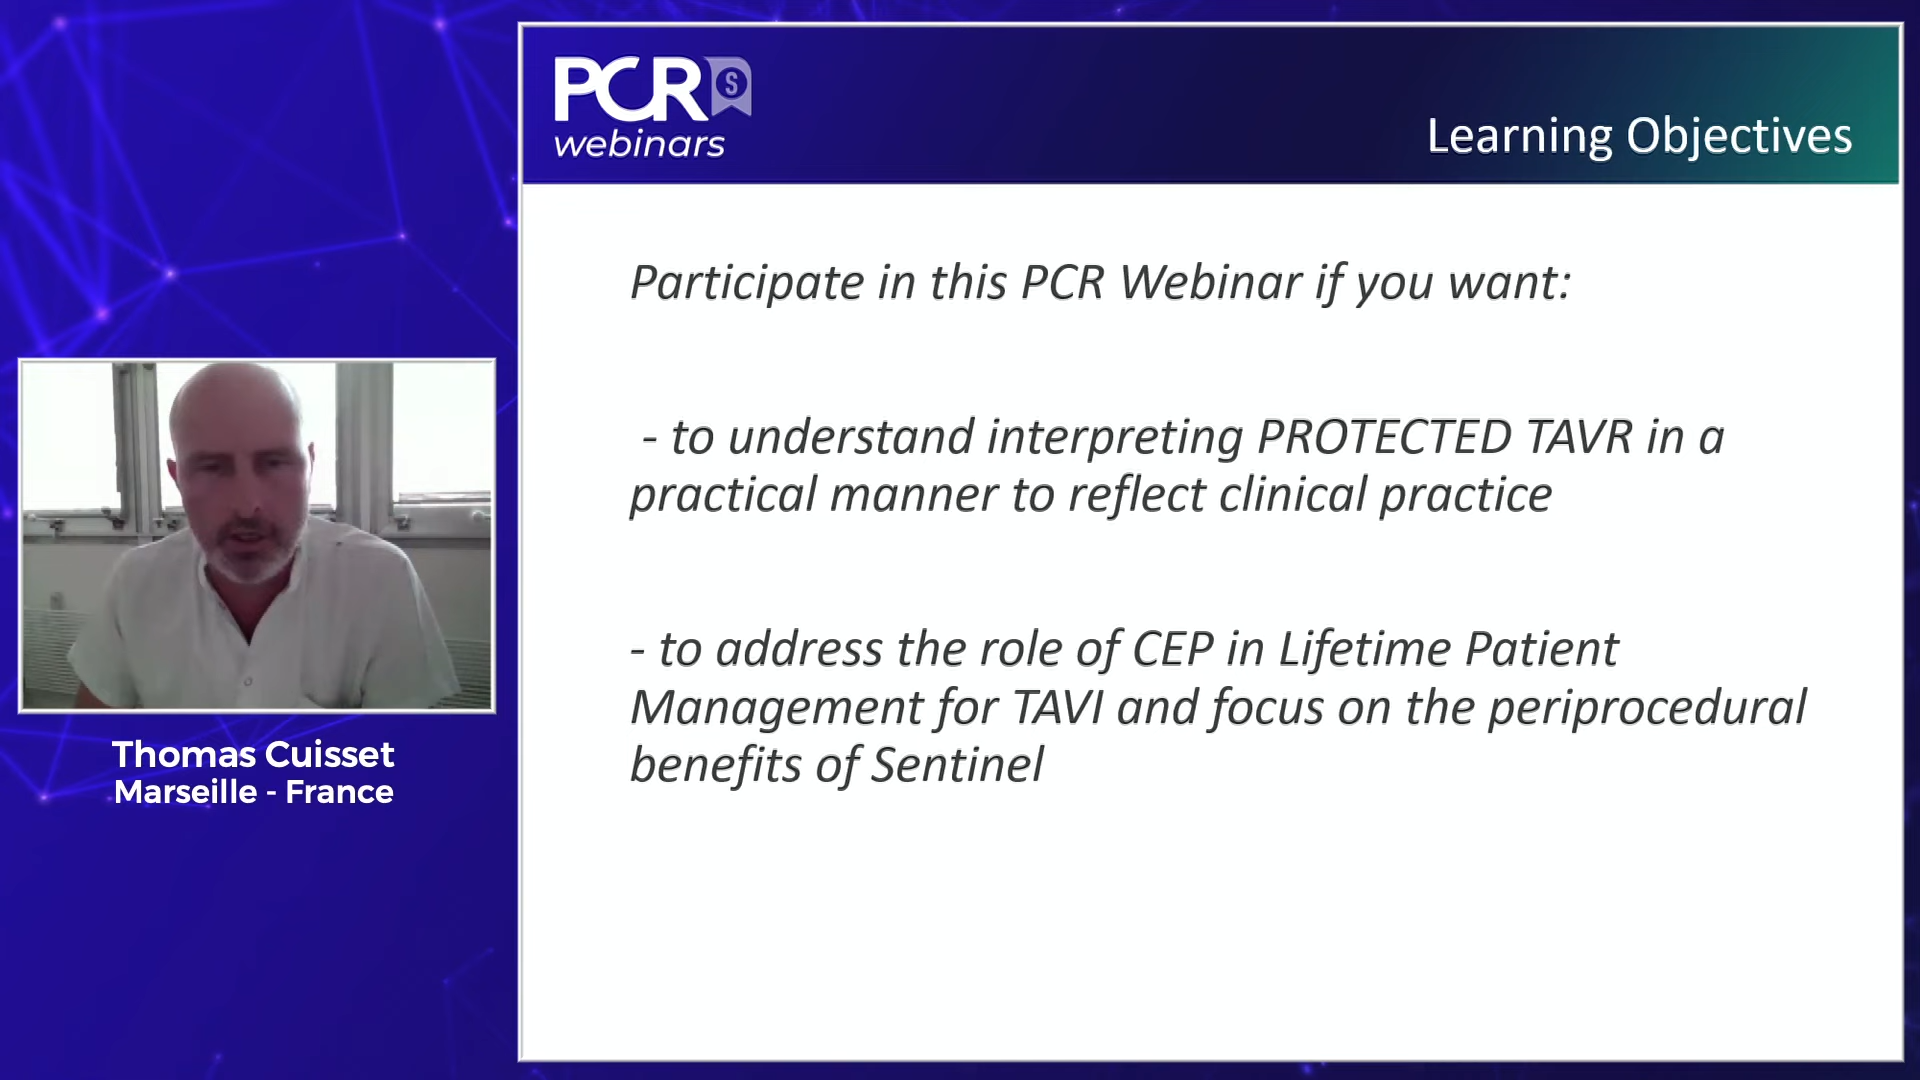 PCR S
webinars
Learning Objectives
Participate in this PCR Webinar if you want:
- to understand interpreting PROTECTED TAVR in a
practical manner to reflect clinical practice
- to address the role of CEP in Lifetime Patient
Management for TAVI and focus on the periprocedural
benefits of Sentinel
Thomas Cuisset
Marseille - France